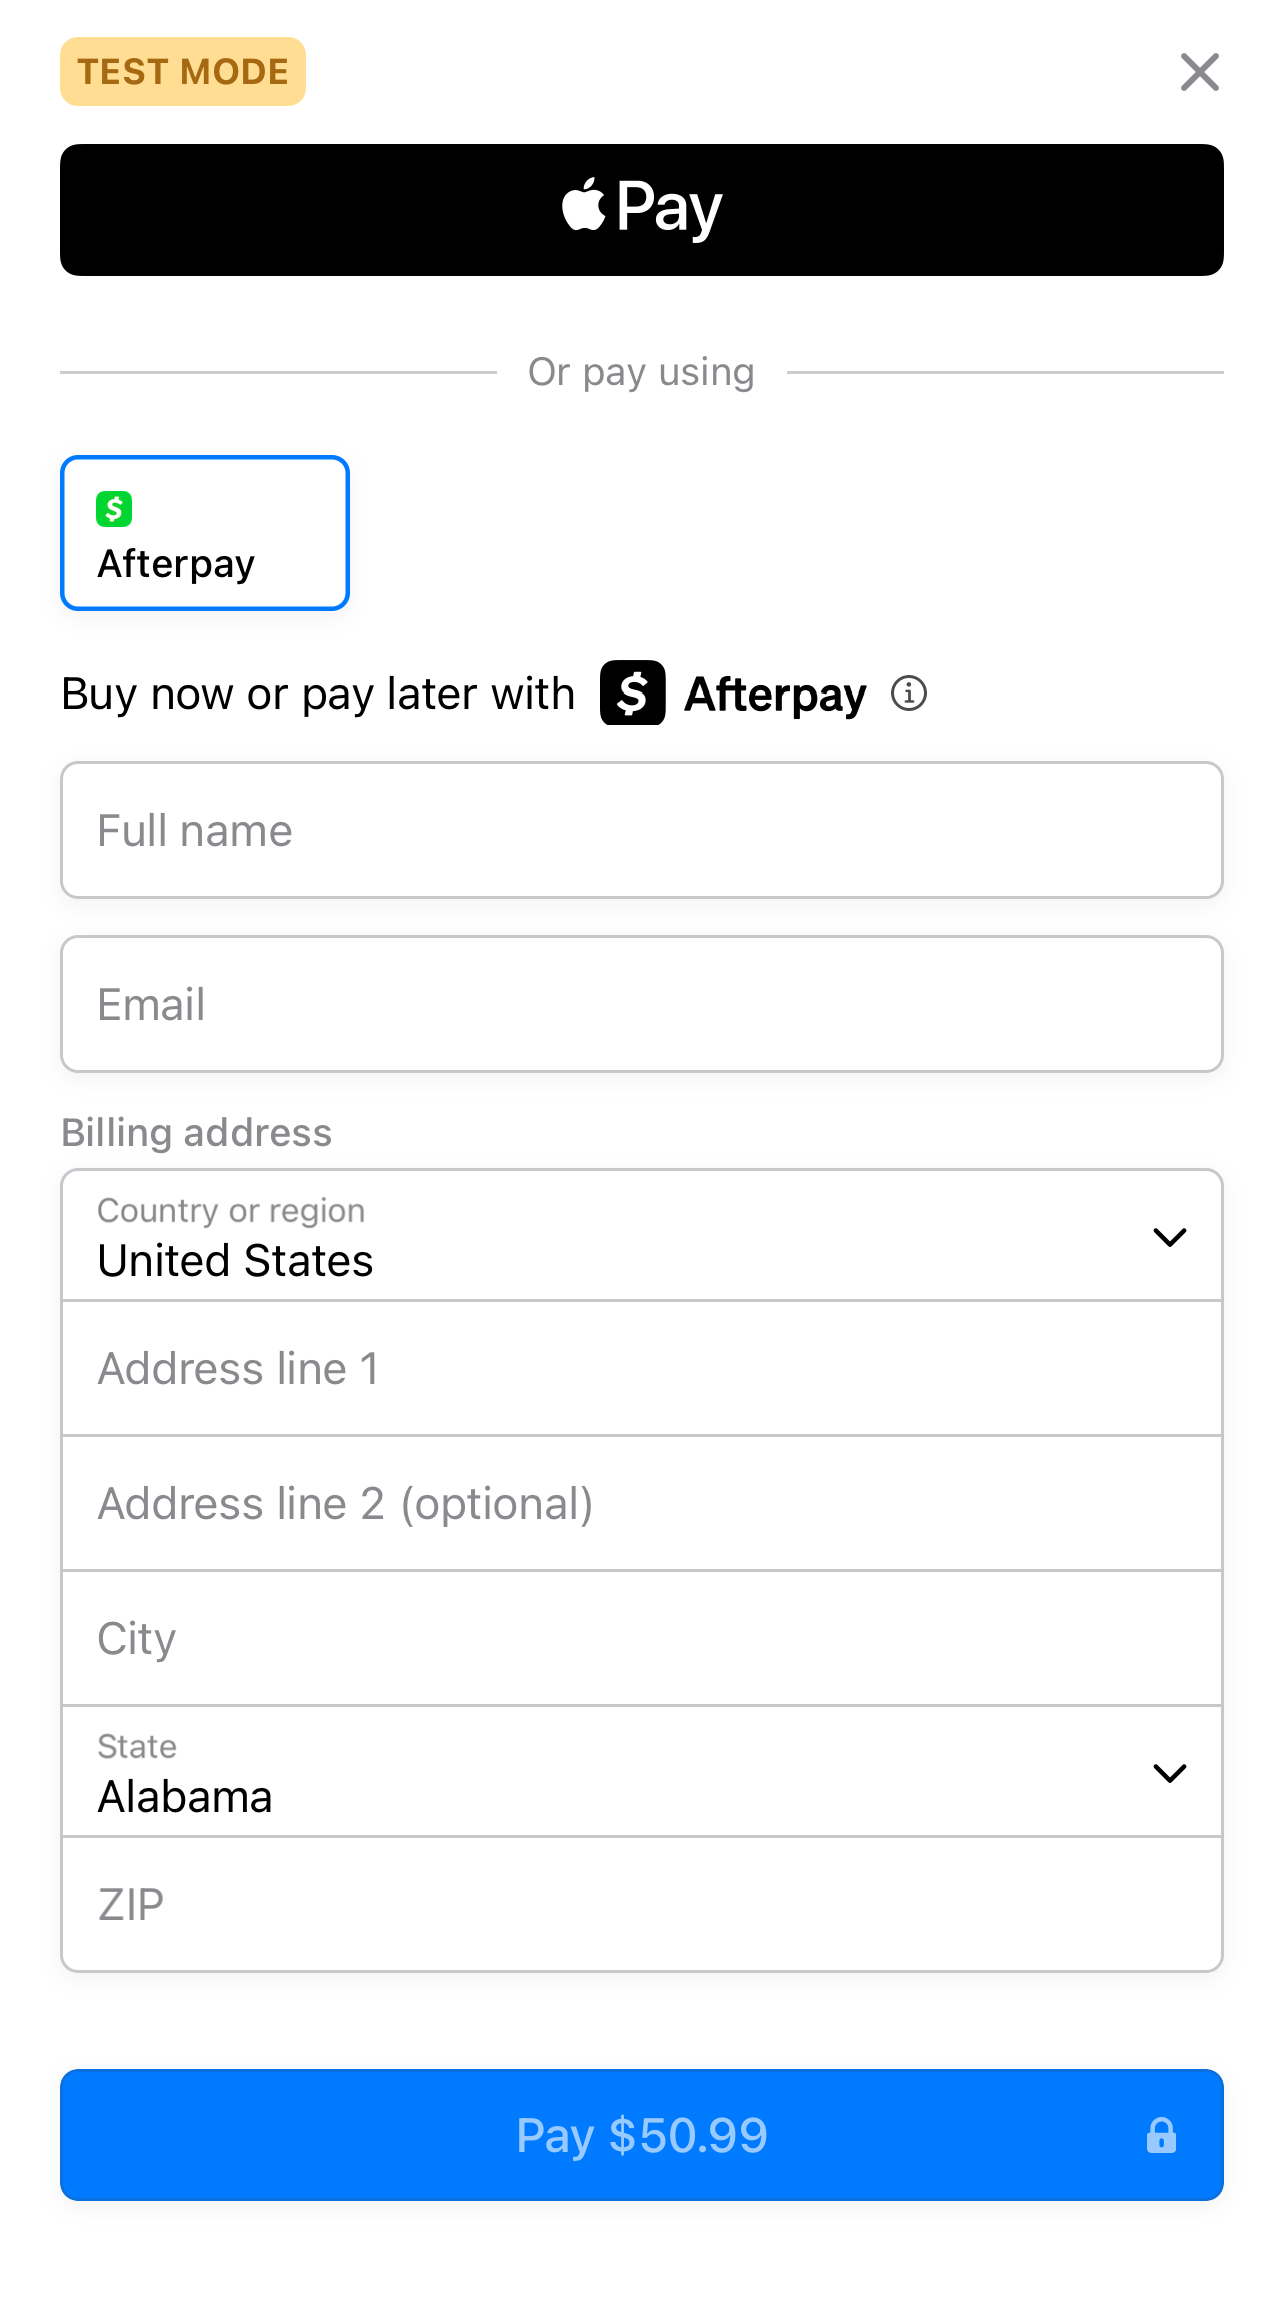 TEST MODE
Pay
Or pay using
Afterpay
Buy now or pay later with $ Afterpay
Full name
Email
Billing address
Country or region
United States
Address line 1
Address line 2 (optional)
City
State
Alabama
ZIP
Pay $50.99